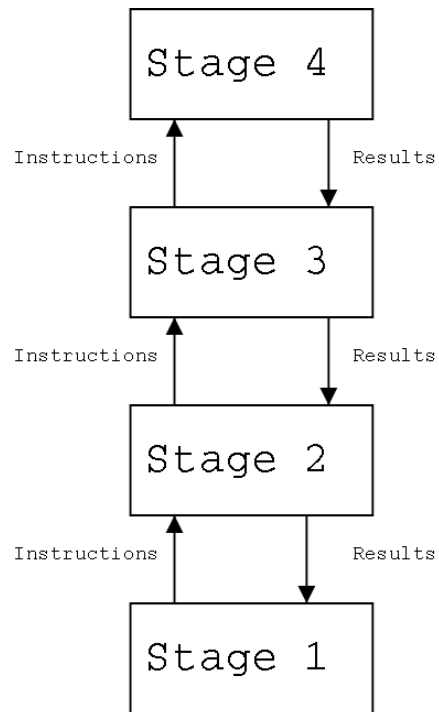 Stage 4
Instructions
Results
Stage 3
Instructions
Results
Stage 2
Instructions
Results
Stage 1